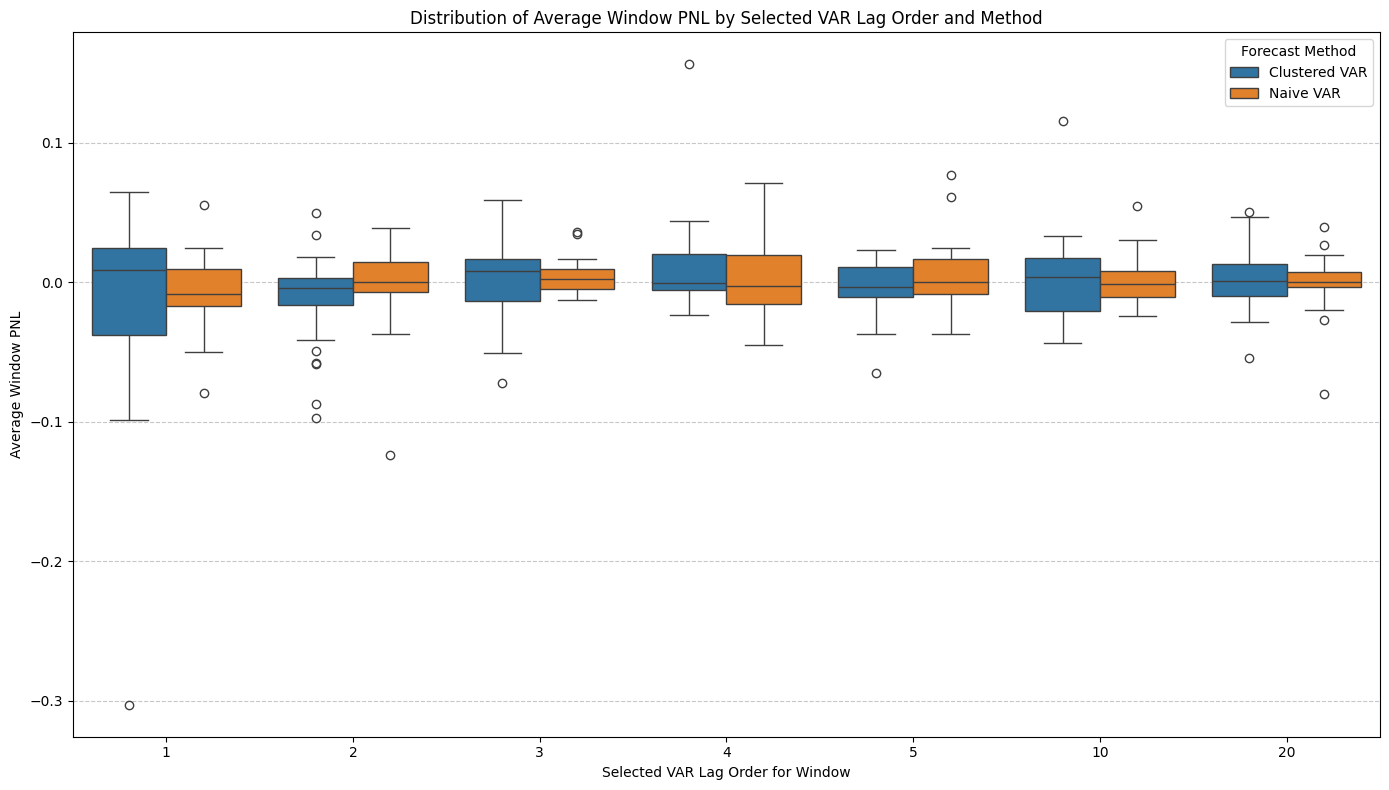 Distribution of Average Window PNL by Selected VAR Lag Order and Method
Forecast Method
Clustered VAR
Naive VAR
Average Window PNL
0.1
0.0
−0.1
−0.2
−0.3
1 2 3 4 5 10 20
Selected VAR Lag Order for Window